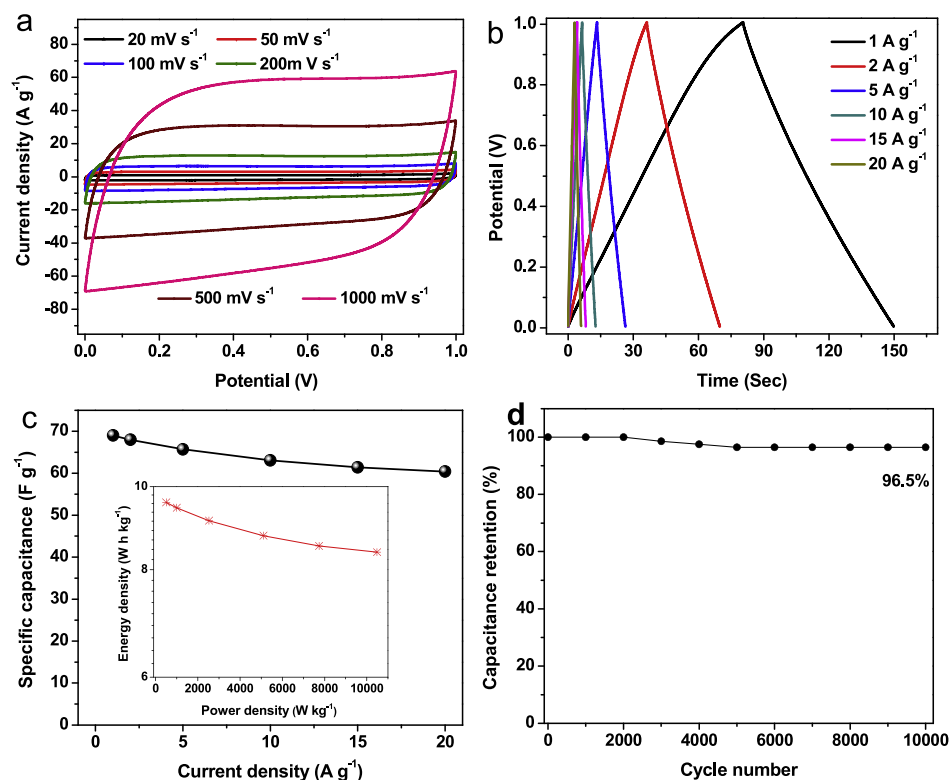 a
20 mV s⁻¹ 50 mV s⁻¹
100 mV s⁻¹ 200m V s⁻¹
80
60
40
20
0
-20
-40
-60
-80
Current density (A g⁻¹)
500 mV s⁻¹ 1000 mV s⁻¹
0.0 0.2 0.4 0.6 0.8 1.0
Potential (V)
b
1 A g⁻¹
2 A g⁻¹
5 A g⁻¹
10 A g⁻¹
15 A g⁻¹
20 A g⁻¹
1.0
0.8
0.6
0.4
0.2
0.0
Potential (V)
0 30 60 90 120 150
Time (Sec)
c
80
70
60
50
40
30
20
10
0
Specific capacitance (F g⁻¹)
10
8
6
Energy density (W h kg⁻¹)
0 2000 4000 6000 8000 10000
Power density (W kg⁻¹)
0 5 10 15 20
Current density (A g⁻¹)
d
120
100
80
60
40
20
0
Capacitance retention (%)
96.5%
0 2000 4000 6000 8000 10000
Cycle number